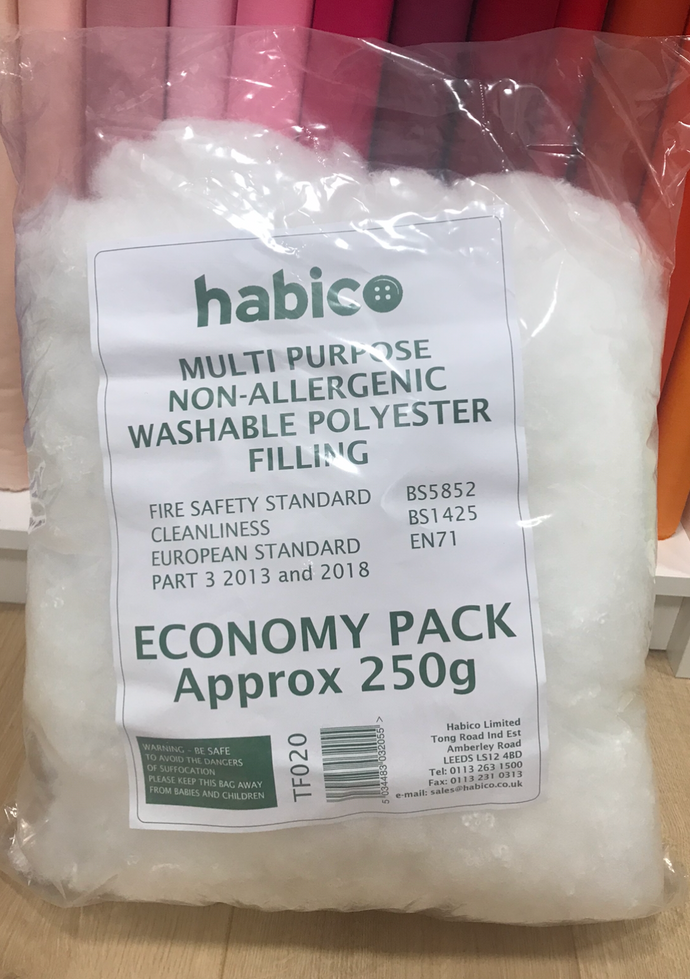 habico
MULTI PURPOSE
NON-ALLERGENIC
WASHABLE POLYESTER
FILLING
FIRE SAFETY STANDARD BS5852
CLEANLINESS BS1425
EUROPEAN STANDARD EN71
PART 3 2013 and 2018
ECONOMY PACK
Approx 250g
WARNING - BE SAFE
TO AVOID THE DANGERS
OF SUFFOCATION
PLEASE KEEP THIS BAG AWAY
FROM BABIES AND CHILDREN
TF020
5 034483 032055 >
Habico Limited
Tong Road Ind Est
Amberley Road
LEEDS LS12 4BD
Tel: 0113 263 1500
Fax: 0113 231 0313
e-mail: sales@habico.co.uk